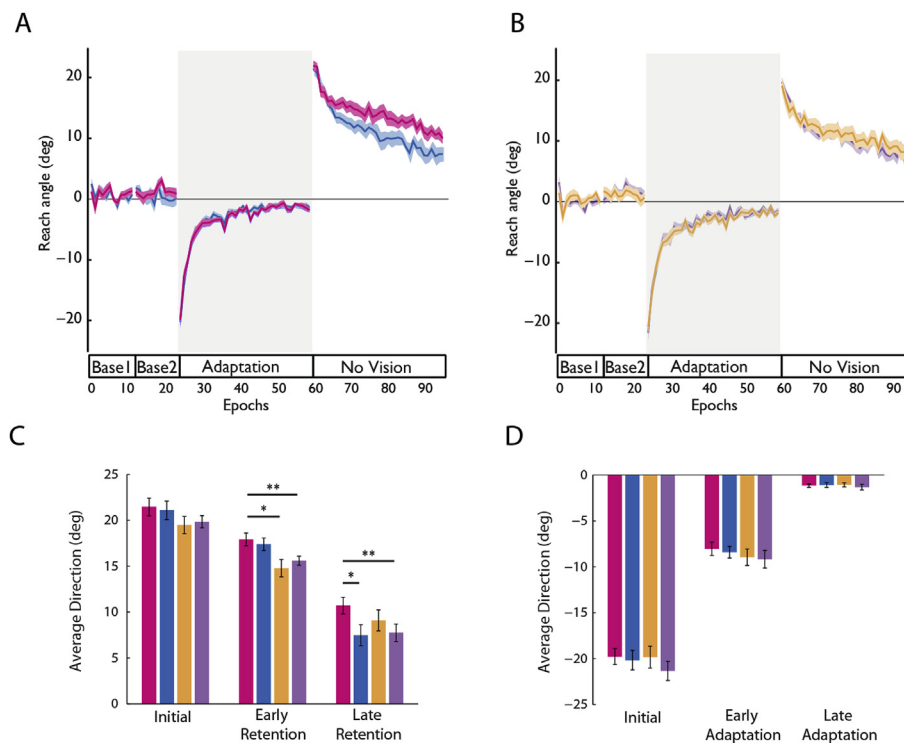 A
B
20
10
0
−10
−20
Reach angle (deg)
Base1 Base2 Adaptation No Vision
0 10 20 30 40 50 60 70 80 90
Epochs
20
10
0
−10
−20
Reach angle (deg)
Base1 Base2 Adaptation No Vision
0 10 20 30 40 50 60 70 80 90
Epochs
C
D
25
20
15
10
5
0
Average Direction (deg)
**
*
**
*
Initial
Early
Retention
Late
Retention
0
−5
−10
−15
−20
−25
Average Direction (deg)
Initial
Early
Adaptation
Late
Adaptation